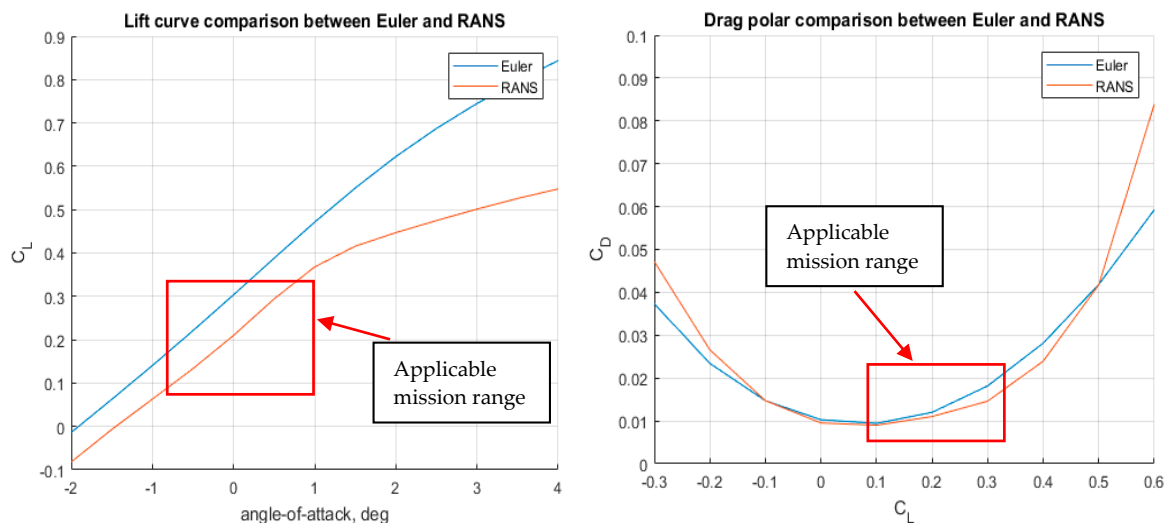 Lift curve comparison between Euler and RANS
0.9
0.8
0.7
0.6
0.5
0.4
0.3
0.2
0.1
0
-0.1
C_L
Euler
RANS
Applicable
mission range
-2
-1
0
1
2
3
4
angle-of-attack, deg
Drag polar comparison between Euler and RANS
0.1
0.09
0.08
0.07
0.06
0.05
0.04
0.03
0.02
0.01
0
C_D
Euler
RANS
Applicable
mission range
-0.3
-0.2
-0.1
0
0.1
0.2
0.3
0.4
0.5
0.6
C_L